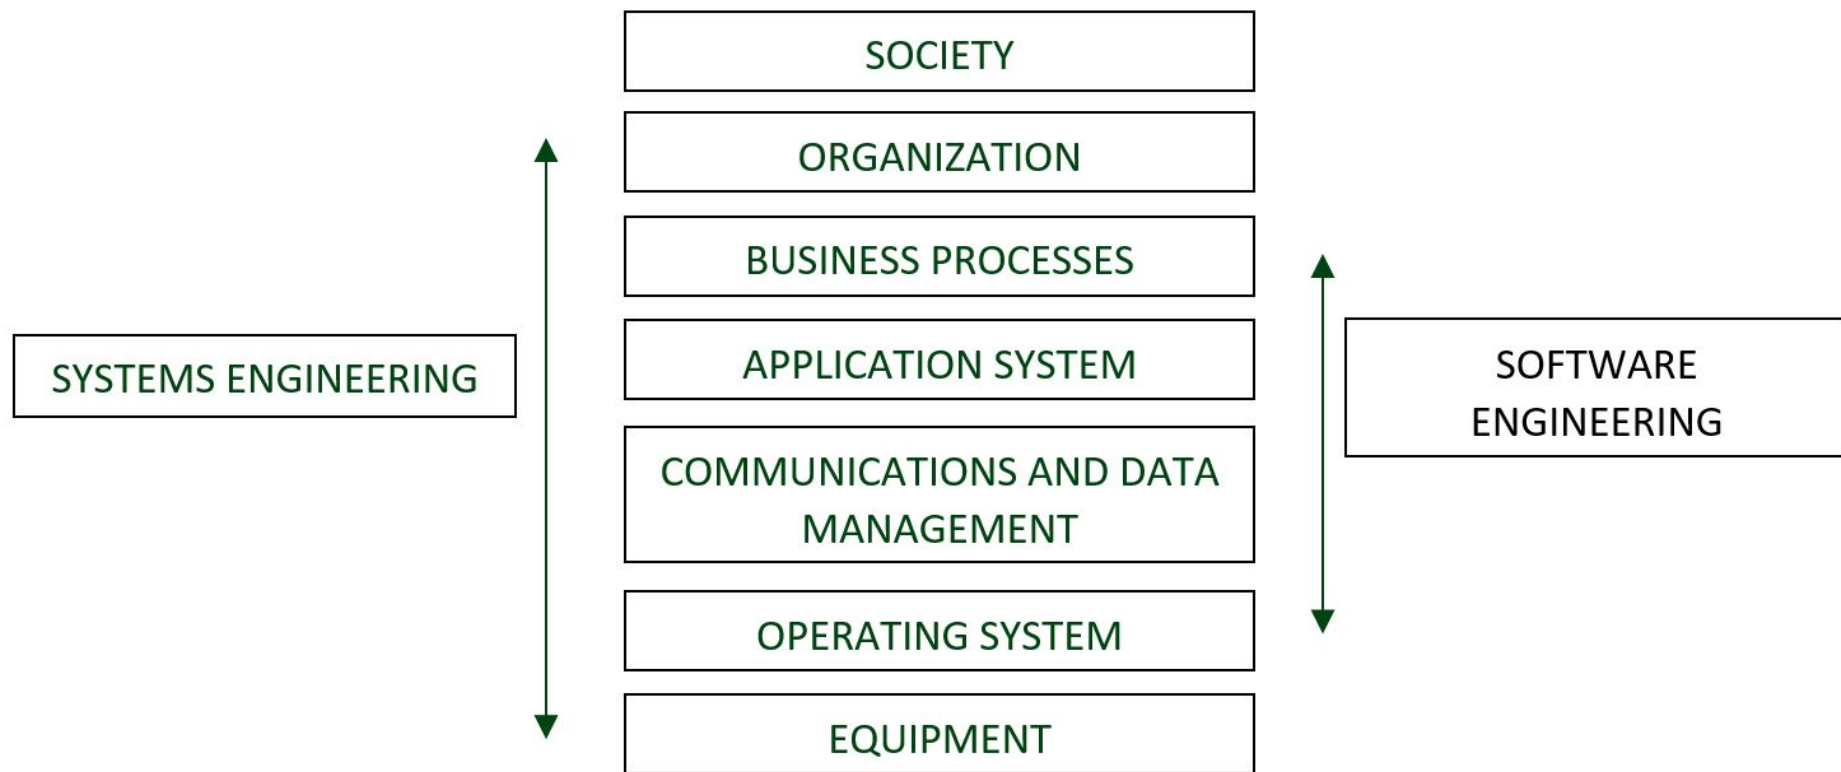 SOCIETY
ORGANIZATION
BUSINESS PROCESSES
SYSTEMS ENGINEERING
APPLICATION SYSTEM
SOFTWARE
ENGINEERING
COMMUNICATIONS AND DATA
MANAGEMENT
OPERATING SYSTEM
EQUIPMENT